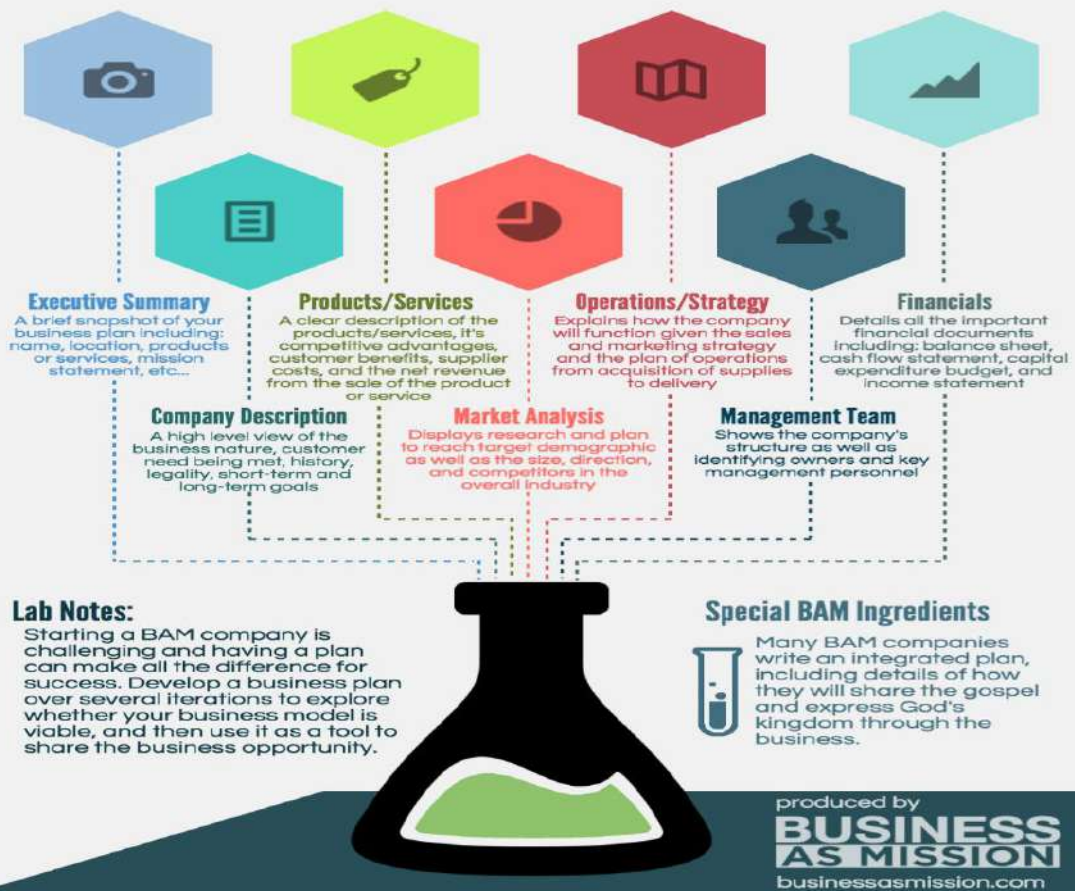 Executive Summary
A brief snapshot of your
business plan including:
name, location, products
or services, mission
statement, etc...
Products/Services
A clear description of the
products/services, it's
competitive advantages,
customer benefits, supplier
costs, and the net revenue
from the sale of the product
or service
Operations/Strategy
Explains how the company
will function given the sales
and marketing strategy
and the plan of operations
from acquisition of supplies
to delivery
Financials
Details all the important
financial documents
including: balance sheet,
cash flow statement, capital
expenditure budget, and
income statement
Company Description
A high level view of the
business nature, customer
need being met, history,
legality, short-term and
long-term goals
Market Analysis
Displays research and plan
to reach target demographic
as well as the size, direction,
and competitors in the
overall industry
Management Team
Shows the company's
structure as well as
identifying owners and key
management personnel
Lab Notes:
Starting a BAM company is
challenging and having a plan
can make all the difference for
success. Develop a business plan
over several iterations to explore
whether your business model is
viable, and then use it as a tool to
share the business opportunity.
Special BAM Ingredients
Many BAM companies
write an integrated plan,
including details of how
they will share the gospel
and express God's
kingdom through the
business.
produced by
BUSINESS
AS MISSION
businessasmission.com